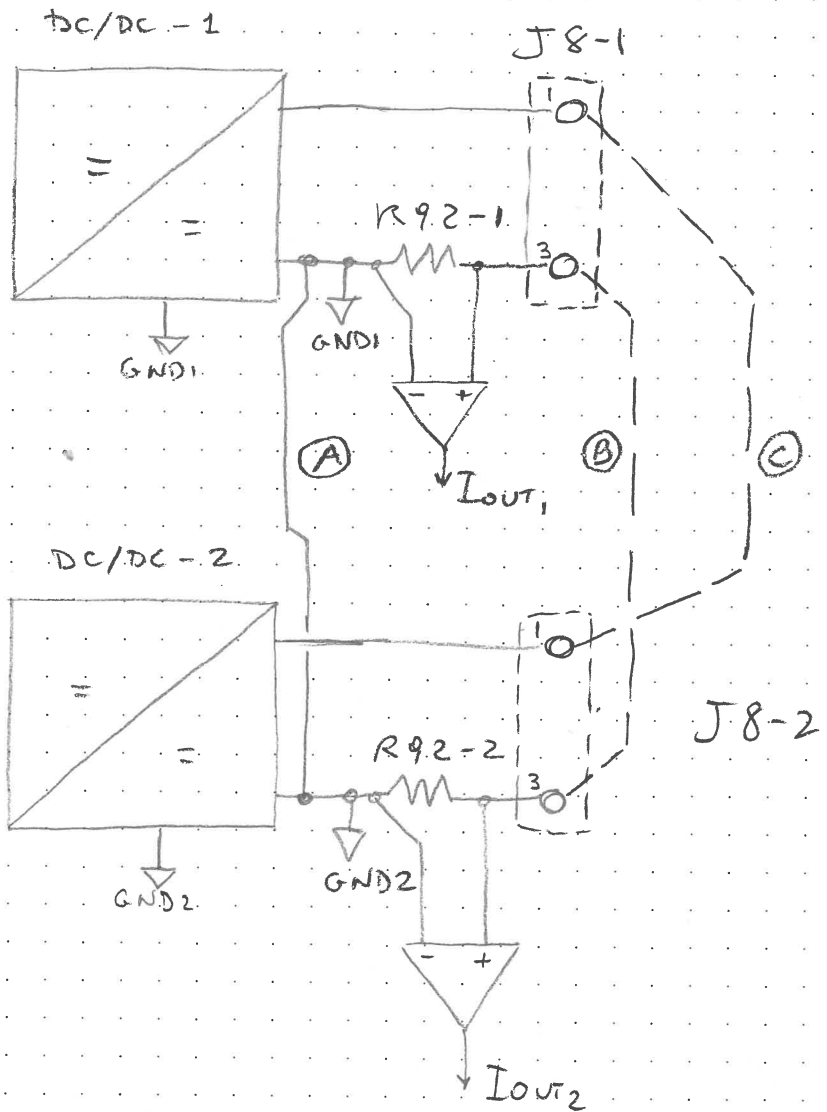 DC/DC-1
J8-1
1
=
R92-1
=
3
GND1
GND1
- +
A
B
C
IOUT1
DC/DC-2
1
=
J8-2
R92-2
=
3
GND2
GND2
- +
IOUT2